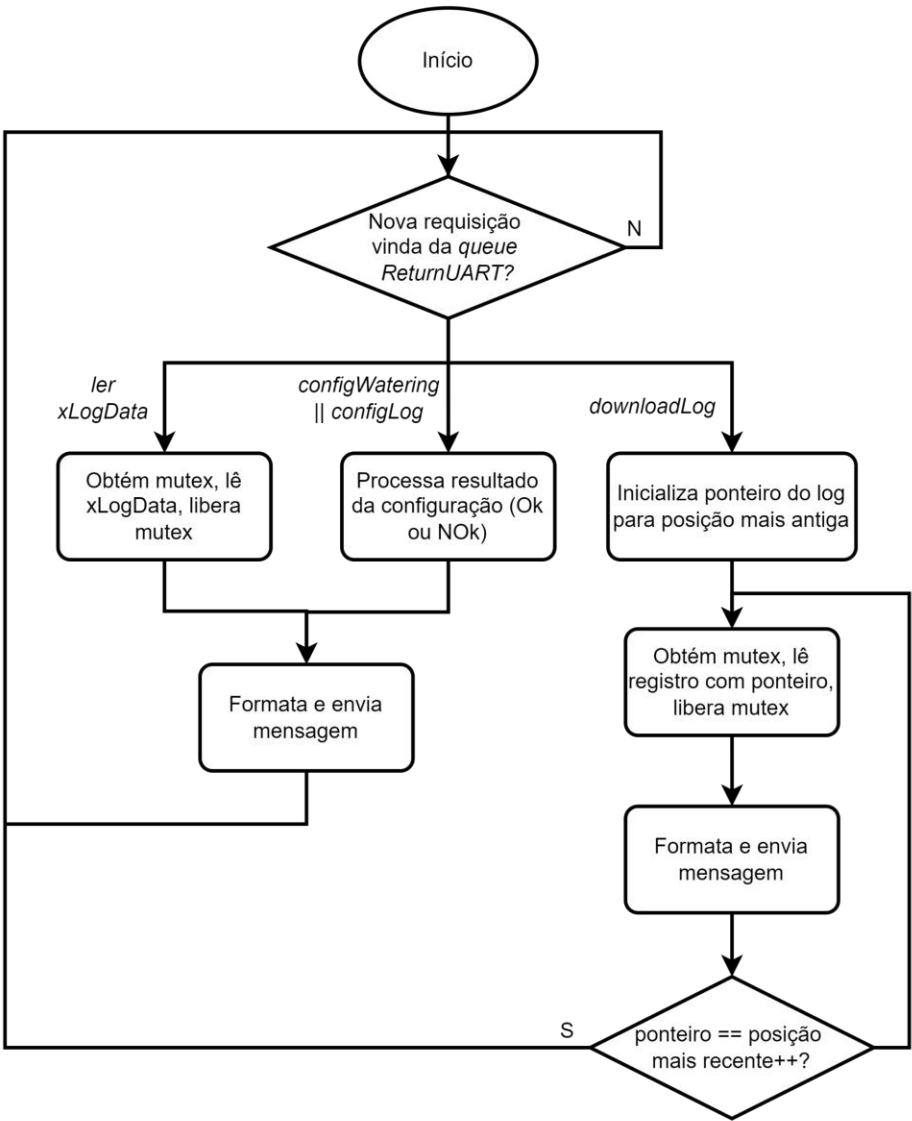 Início
Nova requisição
vinda da queue
ReturnUART?
N
ler
xLogData
configWatering
|| configLog
downloadLog
Obtém mutex, lê
xLogData, libera
mutex
Processa resultado
da configuração (Ok
ou NOk)
Inicializa ponteiro do log
para posição mais antiga
Formata e envia
mensagem
Obtém mutex, lê
registro com ponteiro,
libera mutex
Formata e envia
mensagem
S
ponteiro == posição
mais recente++?